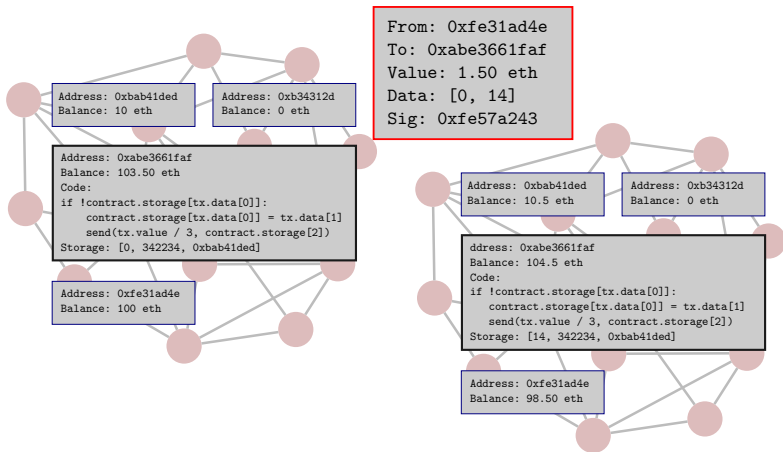 From: 0xfe31ad4e
To: 0xabe3661faf
Value: 1.50 eth
Data: [0, 14]
Sig: 0xfe57a243
Address: 0xbab41ded
Balance: 10 eth
Address: 0xb34312d
Balance: 0 eth
Address: 0xabe3661faf
Balance: 103.50 eth
Code:
if !contract.storage[tx.data[0]]:
contract.storage[tx.data[0]] = tx.data[1]
send(tx.value / 3, contract.storage[2])
Storage: [0, 342234, 0xbab41ded]
Address: 0xfe31ad4e
Balance: 100 eth
Address: 0xbab41ded
Balance: 10.5 eth
Address: 0xb34312d
Balance: 0 eth
ddress: 0xabe3661faf
Balance: 104.5 eth
Code:
if !contract.storage[tx.data[0]]:
contract.storage[tx.data[0]] = tx.data[1]
send(tx.value / 3, contract.storage[2])
Storage: [14, 342234, 0xbab41ded]
Address: 0xfe31ad4e
Balance: 98.50 eth